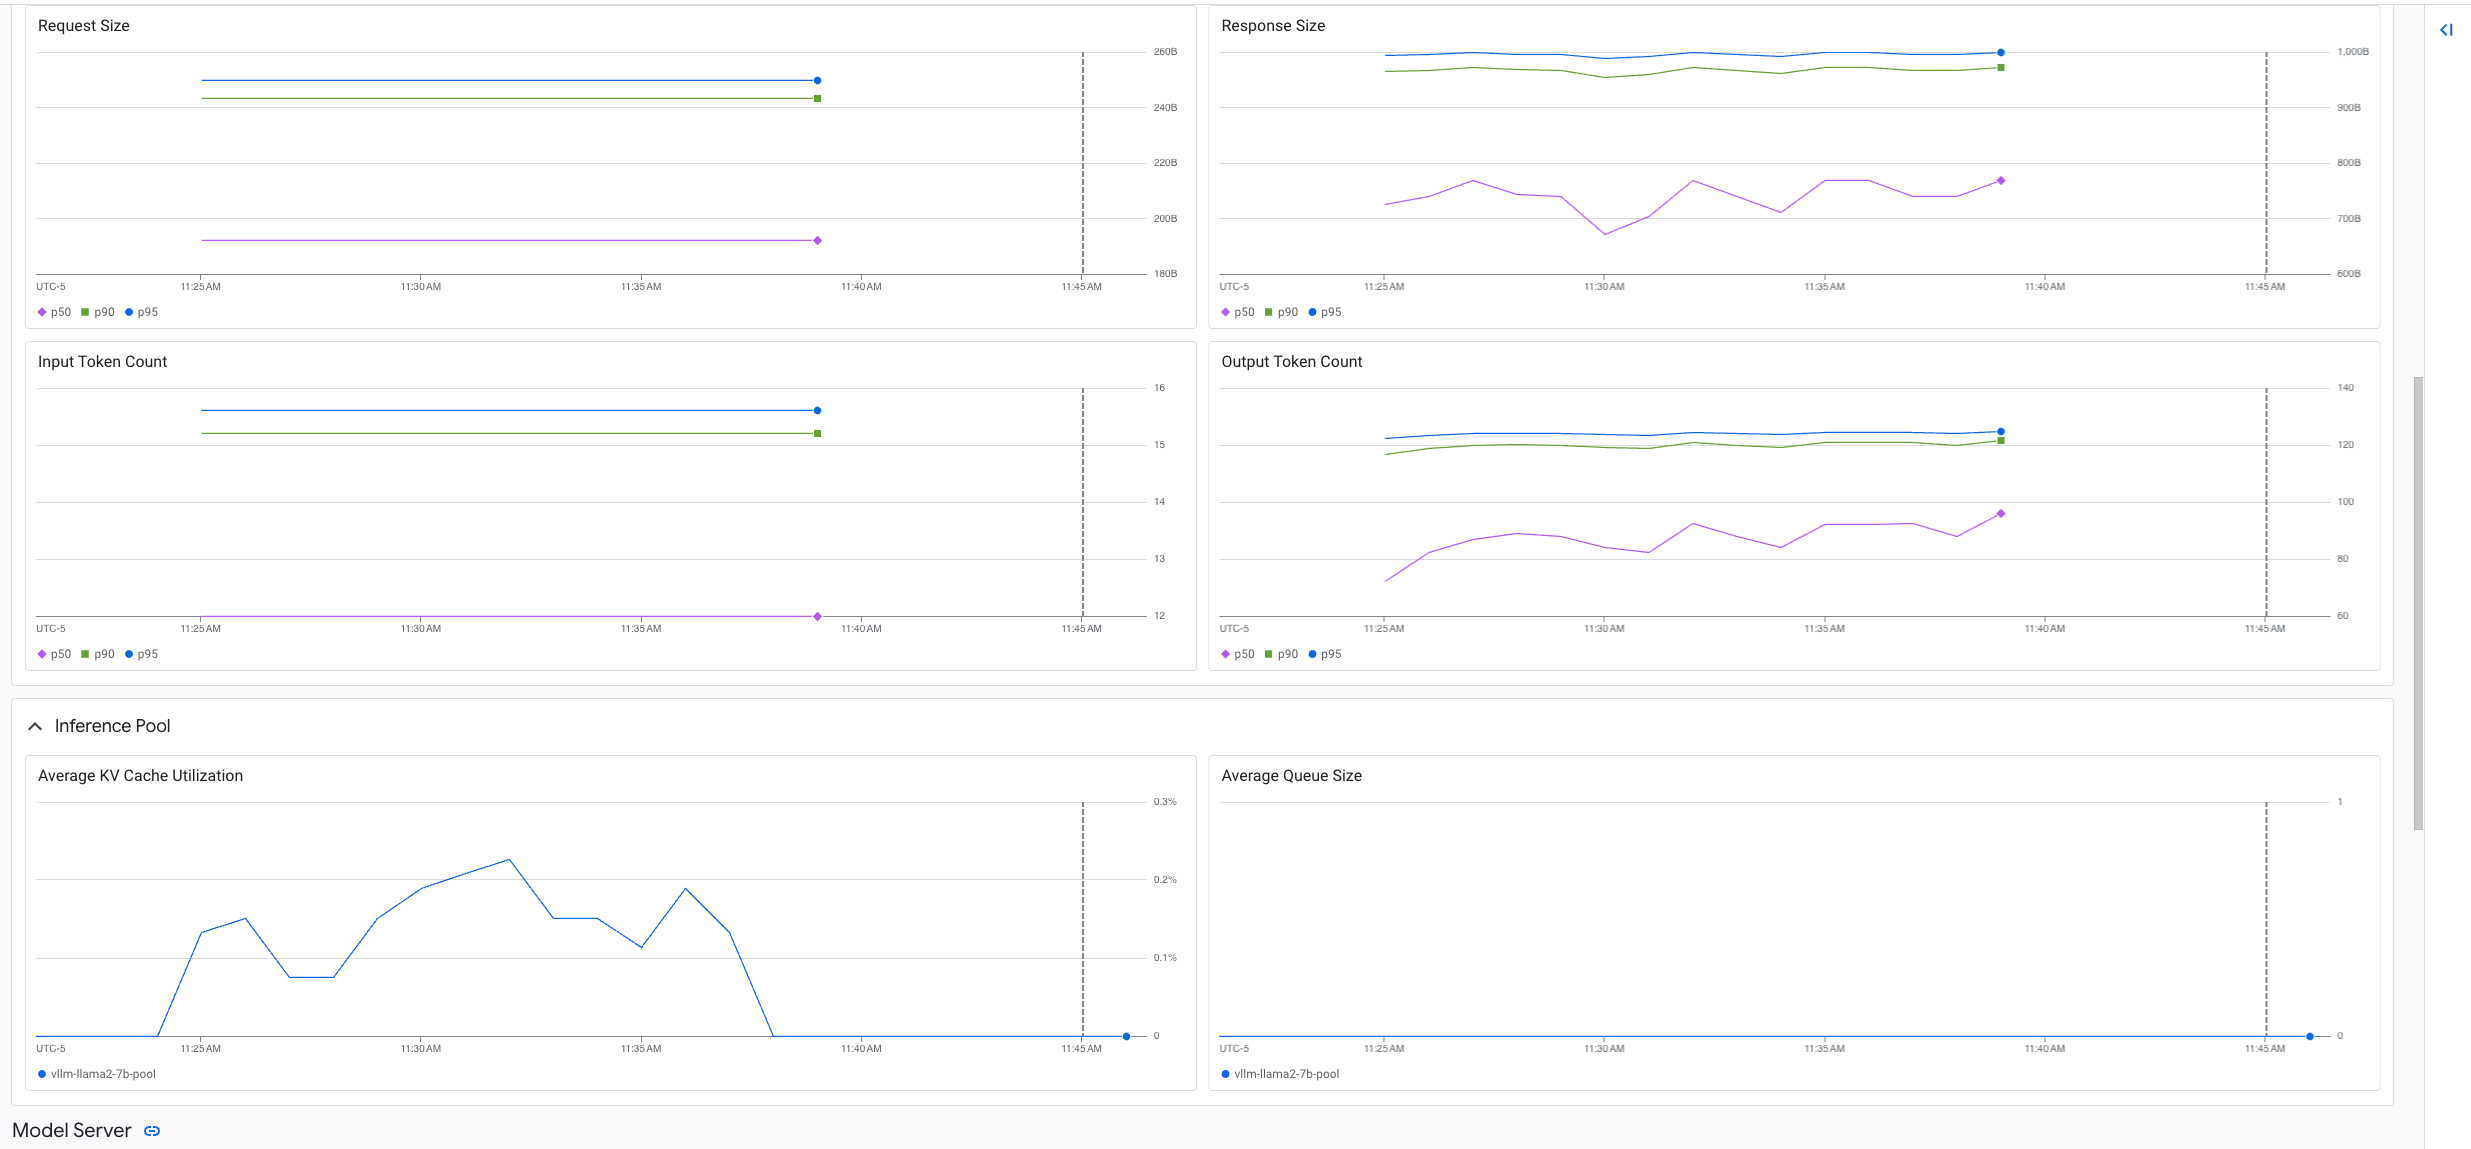 Request Size
260B
240B
220B
200B
180B
UTC-5 11:25 AM 11:30 AM 11:35 AM 11:40 AM 11:45 AM
p50 p90 p95
Response Size
1,000B
900B
800B
700B
600B
UTC-5 11:25 AM 11:30 AM 11:35 AM 11:40 AM 11:45 AM
p50 p90 p95
Input Token Count
16
15
14
13
12
UTC-5 11:25 AM 11:30 AM 11:35 AM 11:40 AM 11:45 AM
p50 p90 p95
Output Token Count
140
120
100
80
60
UTC-5 11:25 AM 11:30 AM 11:35 AM 11:40 AM 11:45 AM
p50 p90 p95
Inference Pool
Average KV Cache Utilization
0.3%
0.2%
0.1%
0
UTC-5 11:25 AM 11:30 AM 11:35 AM 11:40 AM 11:45 AM
vllm-llama2-7b-pool
Average Queue Size
1
0
UTC-5 11:25 AM 11:30 AM 11:35 AM 11:40 AM 11:45 AM
vllm-llama2-7b-pool
Model Server